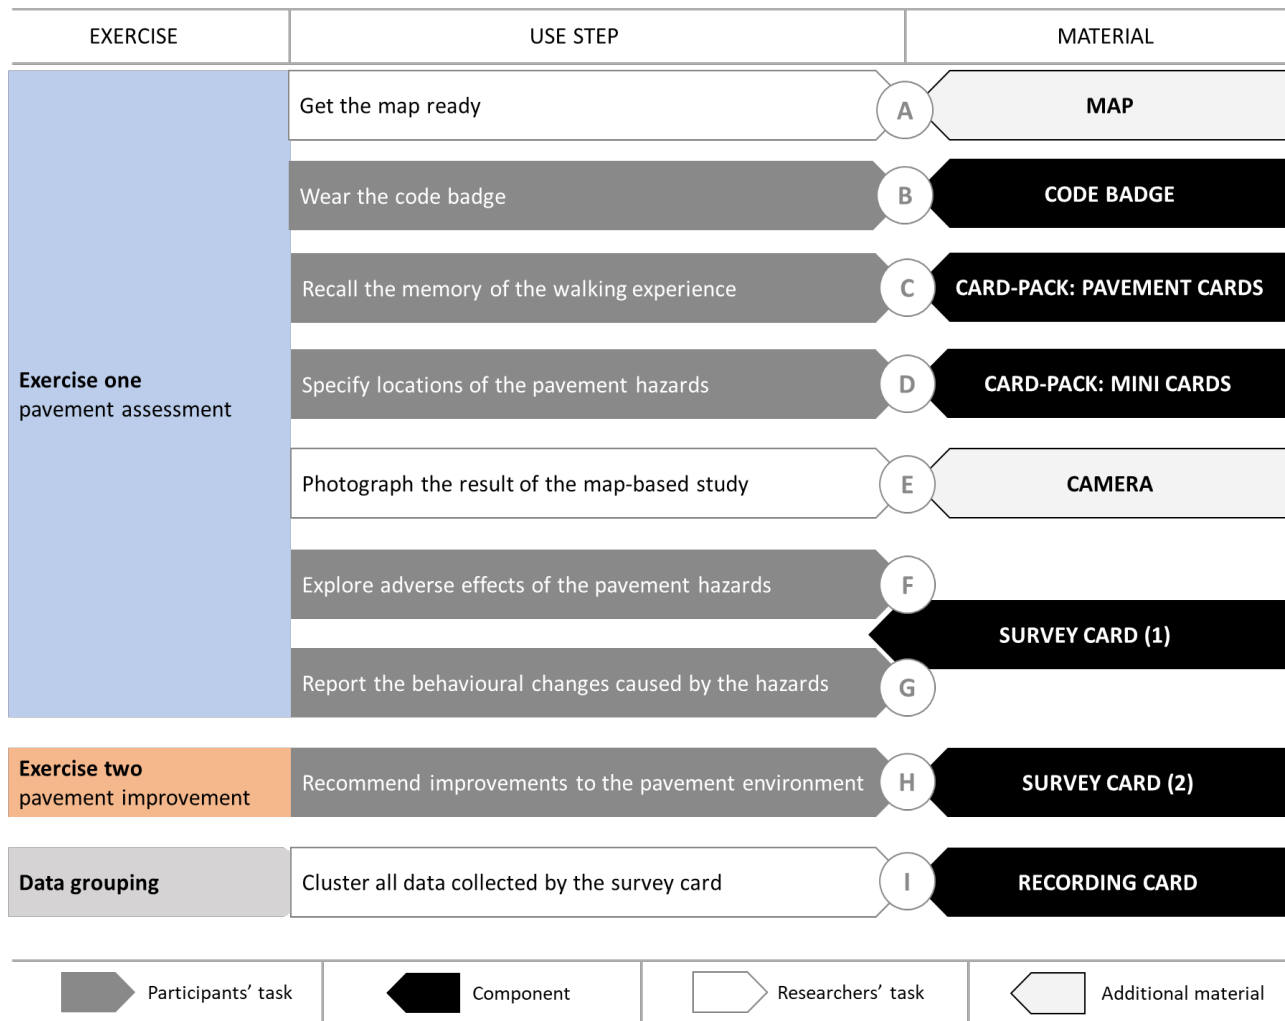 EXERCISE USE STEP MATERIAL
Get the map ready A MAP
Wear the code badge B CODE BADGE
Recall the memory of the walking experience C CARD-PACK: PAVEMENT CARDS
Exercise one
pavement assessment
Specify locations of the pavement hazards D CARD-PACK: MINI CARDS
Photograph the result of the map-based study E CAMERA
Explore adverse effects of the pavement hazards F
SURVEY CARD (1)
Report the behavioural changes caused by the hazards G
Exercise two
pavement improvement
Recommend improvements to the pavement environment H SURVEY CARD (2)
Data grouping Cluster all data collected by the survey card I RECORDING CARD
Participants’ task Component Researchers’ task Additional material